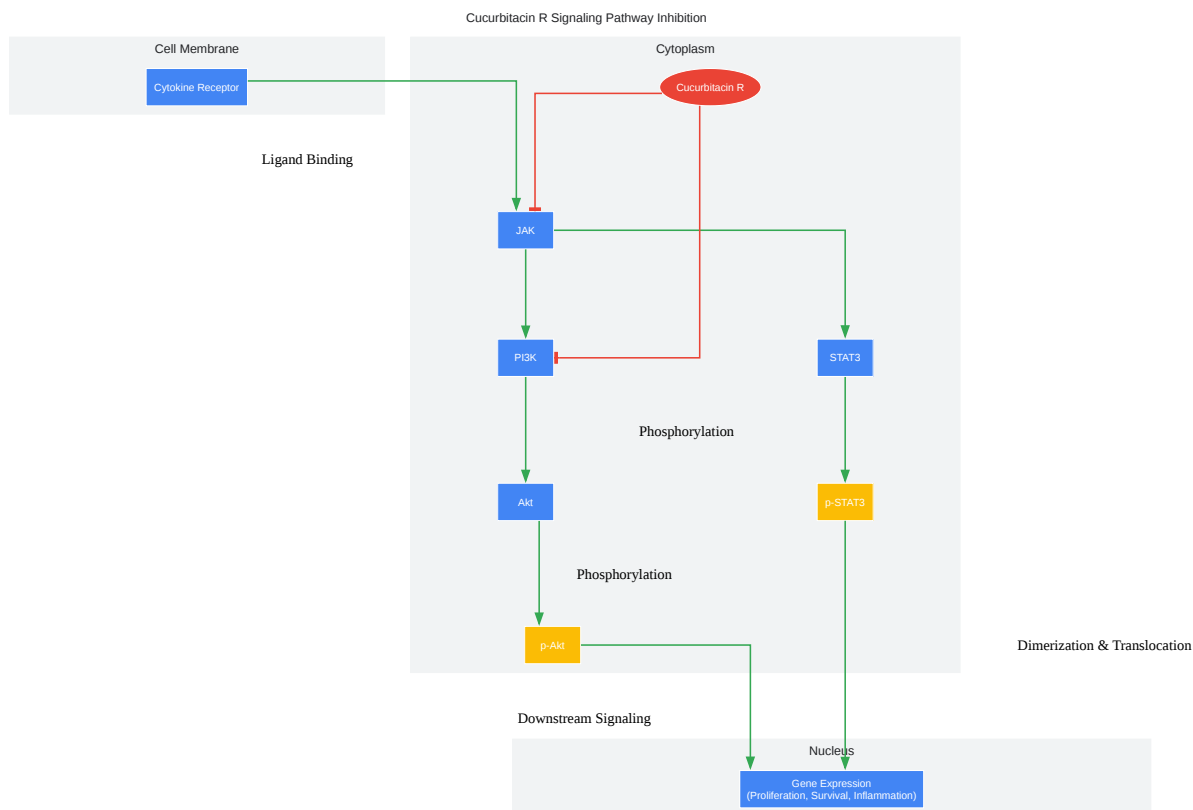 Cucurbitacin R Signaling Pathway Inhibition
Cell Membrane
Cytoplasm
Cytokine Receptor
Cucurbitacin R
Ligand Binding
JAK
PI3K
STAT3
Phosphorylation
Akt
p-STAT3
Phosphorylation
p-Akt
Dimerization & Translocation
Downstream Signaling
Nucleus
Gene Expression
(Proliferation, Survival, Inflammation)